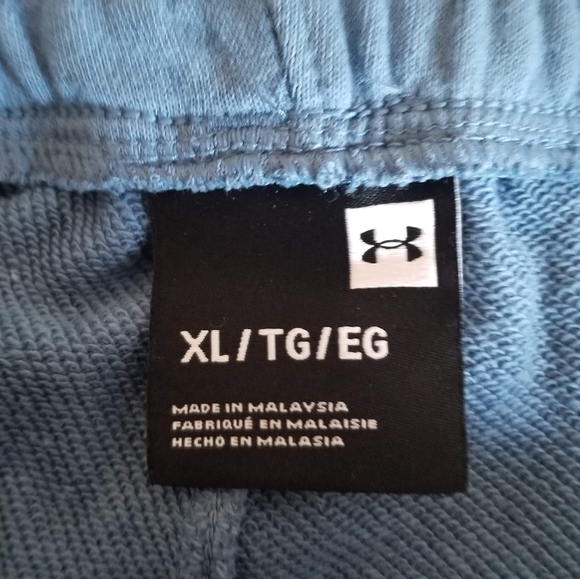 XL/TG/EG
MADE IN MALAYSIA
FABRIQUÉ EN MALAISIE
HECHO EN MALASIA